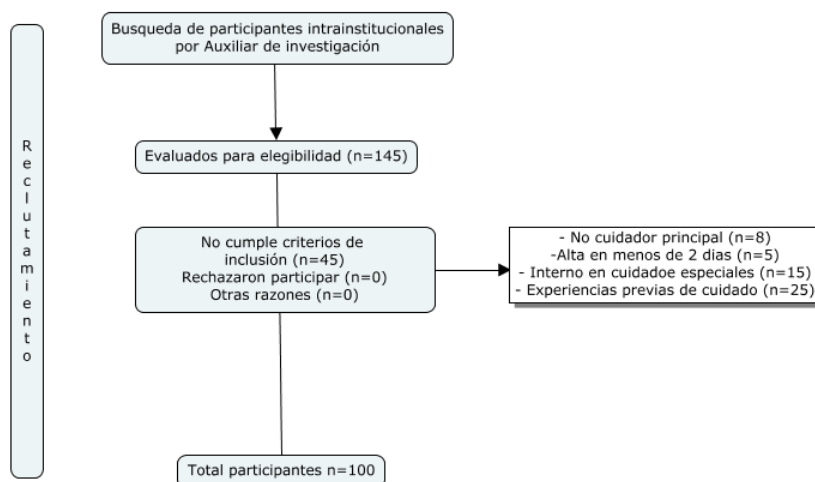 Reclutamiento
Busqueda de participantes intrainstitucionales
por Auxiliar de investigación
Evaluados para elegibilidad (n=145)
No cumple criterios de
inclusión (n=45)
Rechazaron participar (n=0)
Otras razones (n=0)
- No cuidador principal (n=8)
-Alta en menos de 2 dias (n=5)
- Interno en cuidadoe especiales (n=15)
- Experiencias previas de cuidado (n=25)
Total participantes n=100